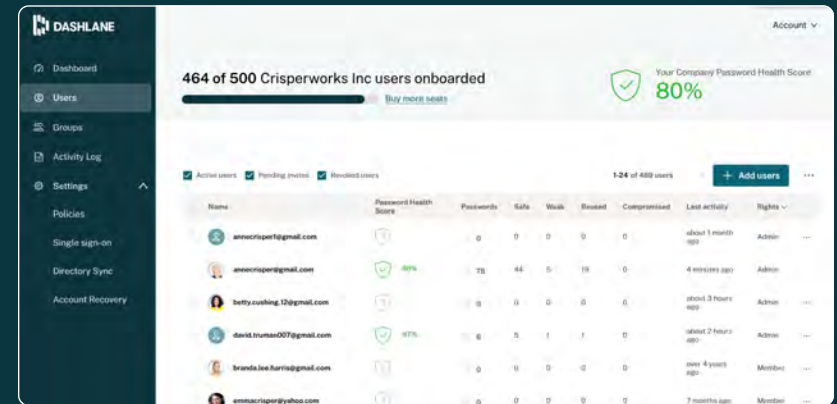 DASHLANE
Account
Dashboard
Users
Groups
Activity Log
Settings
Policies
Single sign-on
Directory Sync
Account Recovery
464 of 500 Crisperworks Inc users onboarded
Buy more seats
Your Company Password Health Score
80%
Active users Pending invites Revoked users
1-24 of 469 users
+ Add users
Name Password Health Score Passwords Safe Weak Reused Compromised Last activity Rights
annecrisper1@gmail.com 0 0 0 0 0 about 1 month ago Admin
annecrisper@gmail.com 80% 78 44 5 19 0 4 minutes ago Admin
betty.cushing.12@gmail.com 0 0 0 0 0 about 3 hours ago Admin
david.truman007@gmail.com 67% 6 5 1 1 0 about 2 hours ago Admin
branda.lee.harris@gmail.com 0 0 0 0 0 over 4 years ago Member
emmacrisper@yahoo.com 0 0 0 0 0 7 months ago Member